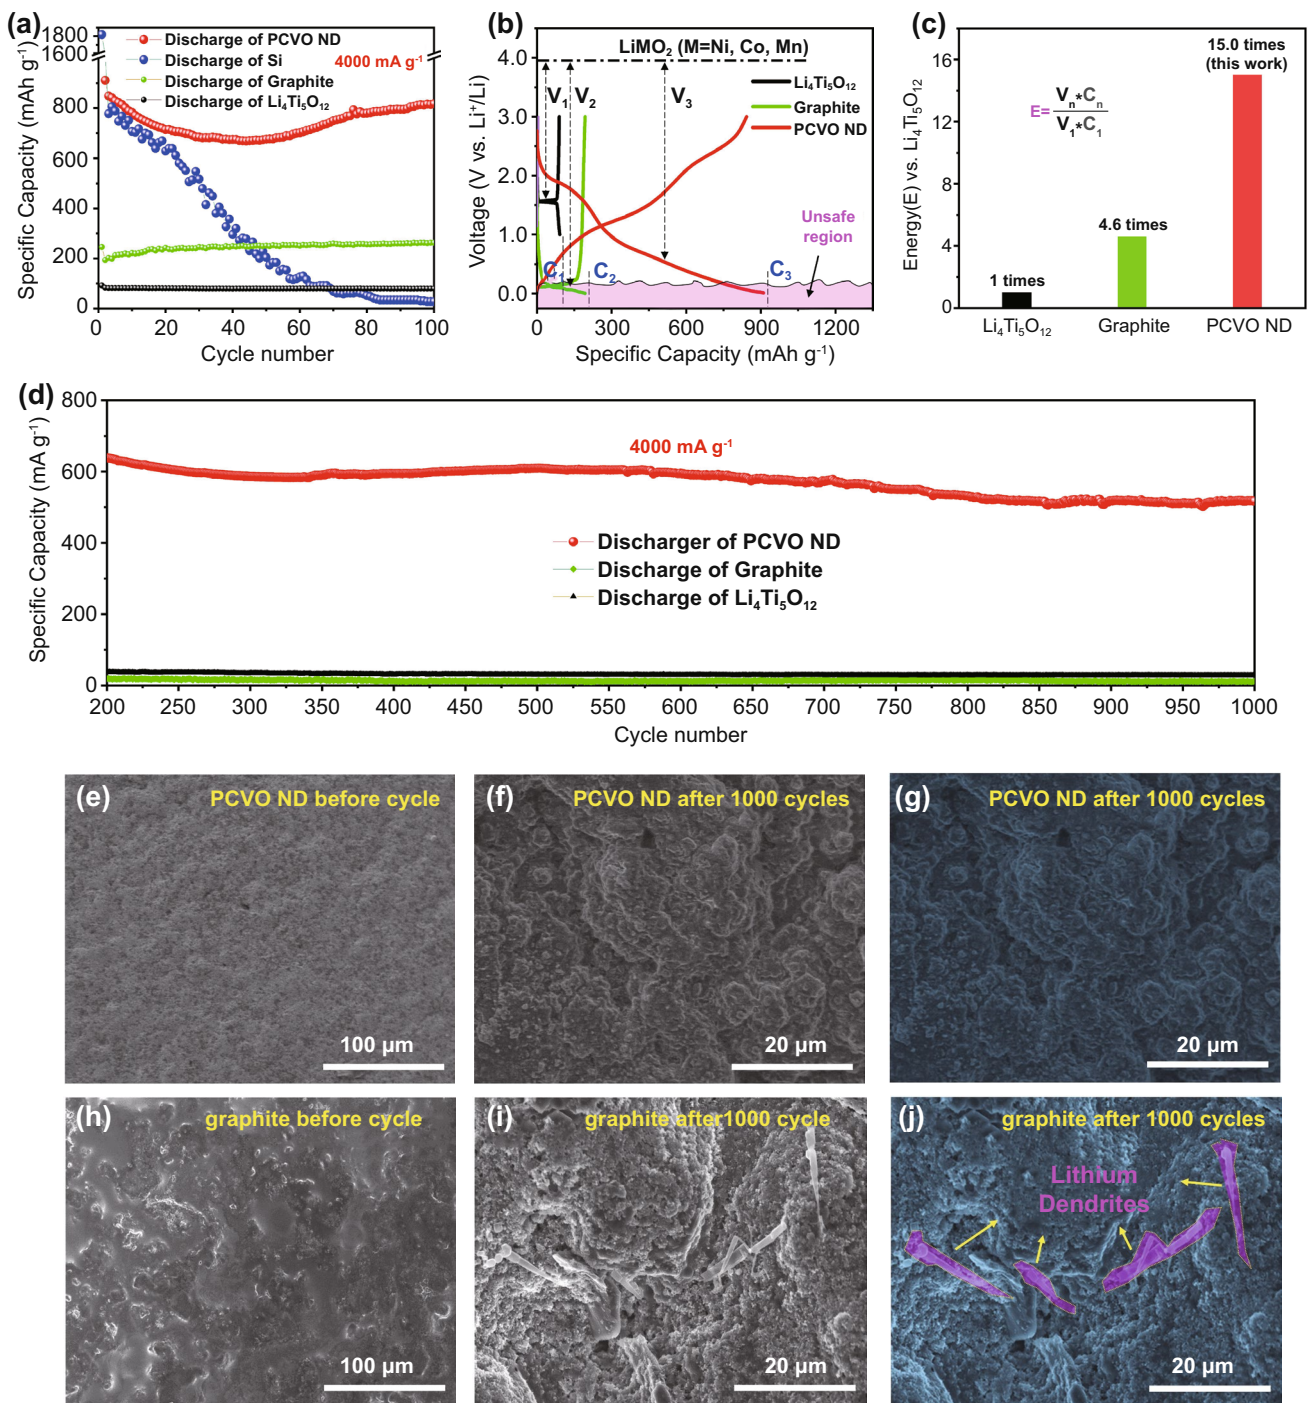 (a)
1800
1600
800
600
400
200
0
Specific Capacity (mAh g⁻¹)
Discharge of PCVO ND
Discharge of Si
4000 mA g⁻¹
Discharge of Graphite
Discharge of Li₄Ti₅O₁₂
0 20 40 60 80 100
Cycle number
(b)
LiMO₂ (M=Ni, Co, Mn)
4.0
3.0
2.0
1.0
0.0
Voltage (V vs. Li⁺/Li)
V₁ V₂ V₃
Li₄Ti₅O₁₂
Graphite
PCVO ND
Unsafe
region
C₁ C₂ C₃
0 300 600 900 1200
Specific Capacity (mAh g⁻¹)
(c)
16
12
8
4
0
Energy(E) vs. Li₄Ti₅O₁₂
15.0 times
(this work)
E= Vₙ*Cₙ
V₁*C₁
4.6 times
1 times
Li₄Ti₅O₁₂ Graphite PCVO ND
(d)
800
600
400
200
0
Specific Capacity (mA g⁻¹)
4000 mA g⁻¹
Discharger of PCVO ND
Discharge of Graphite
Discharge of Li₄Ti₅O₁₂
200 250 300 350 400 450 500 550 600 650 700 750 800 850 900 950 1000
Cycle number
(e) PCVO ND before cycle
100 µm
(f) PCVO ND after 1000 cycles
20 µm
(g) PCVO ND after 1000 cycles
20 µm
(h) graphite before cycle
100 µm
(i) graphite after1000 cycle
20 µm
(j) graphite after 1000 cycles
Lithium
Dendrites
20 µm